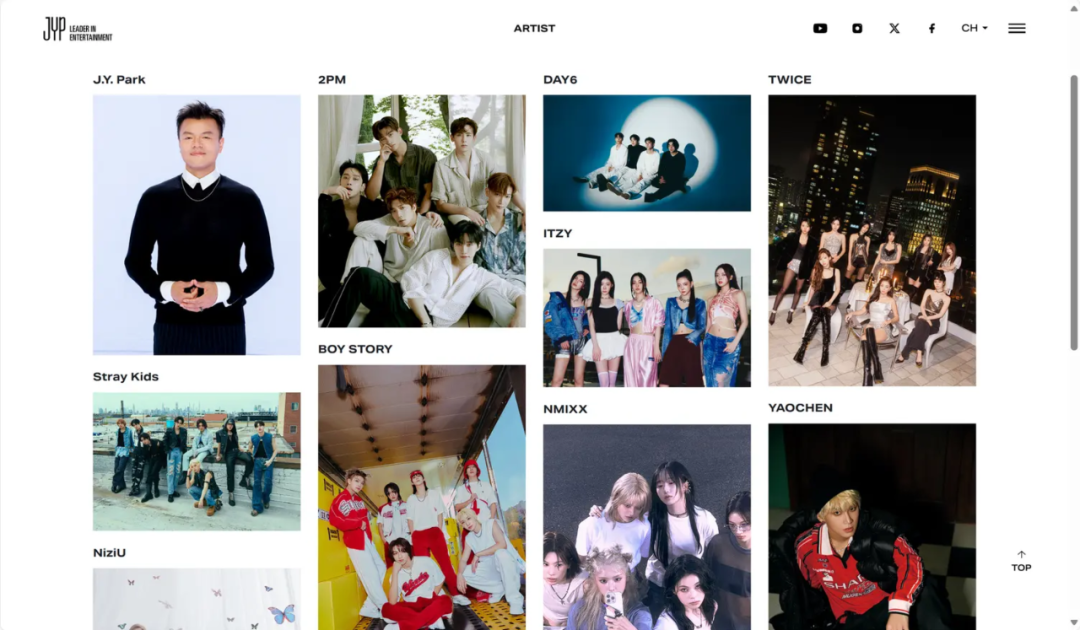 JYP LEADER IN
ENTERTAINMENT
ARTIST
CH
J.Y. Park
2PM
DAY6
TWICE
ITZY
BOY STORY
Stray Kids
NMIXX
YAOCHEN
SHARP
NiziU
TOP